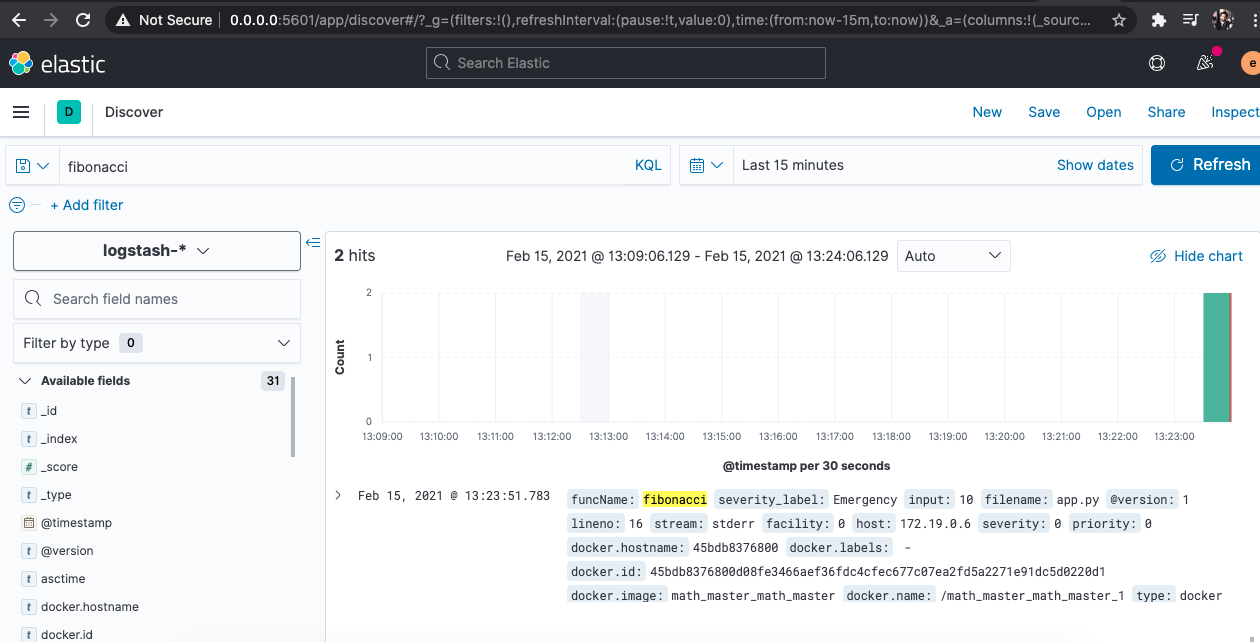 Not Secure | 0.0.0.0:5601/app/discover#/?_g=(filters:!(),refreshInterval:(pause:!t,value:0),time:(from:now-15m,to:now))&_a=(columns:!(_sourc...
elastic
Search Elastic
e
D
Discover
New Save Open Share Inspect
fibonacci
KQL
Last 15 minutes
Show dates
Refresh
+ Add filter
logstash-*
Search field names
Filter by type 0
Available fields 31
t _id
t _index
# _score
t _type
@timestamp
t @version
t asctime
t docker.hostname
t docker.id
2 hits
Feb 15, 2021 @ 13:09:06.129 - Feb 15, 2021 @ 13:24:06.129
Auto
Hide chart
Count
2
1
0
13:09:00 13:10:00 13:11:00 13:12:00 13:13:00 13:14:00 13:15:00 13:16:00 13:17:00 13:18:00 13:19:00 13:20:00 13:21:00 13:22:00 13:23:00
@timestamp per 30 seconds
Feb 15, 2021 @ 13:23:51.783
funcName: fibonacci severity_label: Emergency input: 10 filename: app.py @version: 1
lineno: 16 stream: stderr facility: 0 host: 172.19.0.6 severity: 0 priority: 0
docker.hostname: 45bdb8376800 docker.labels: -
docker.id: 45bdb8376800d08fe3466aef36fdc4cfec677c07ea2fd5a2271e91dc5d0220d1
docker.image: math_master_math_master docker.name: /math_master_math_master_1 type: docker